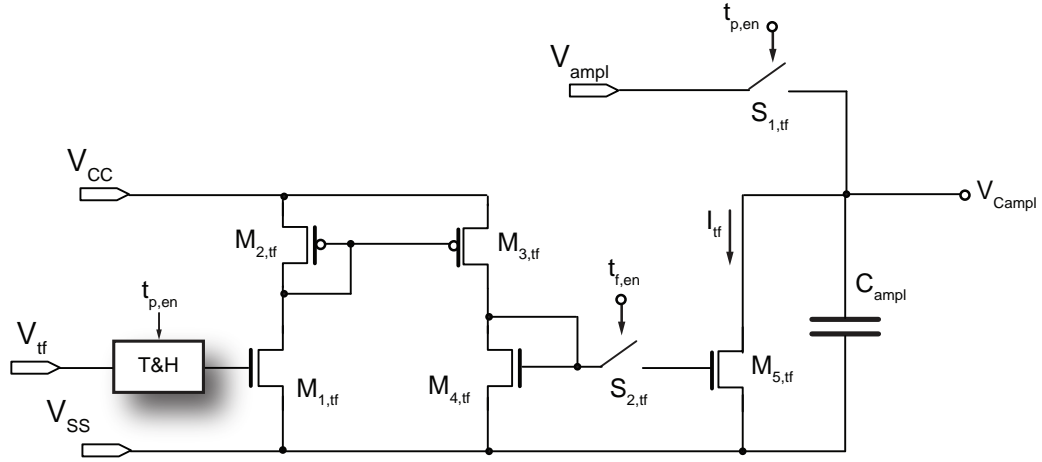 t_p,en
V_ampl
S_1,tf
V_CC
V_Campl
I_tf
M_2,tf
M_3,tf
t_f,en
C_ampl
t_p,en
V_tf
T&H
M_5,tf
M_1,tf
M_4,tf
S_2,tf
V_SS